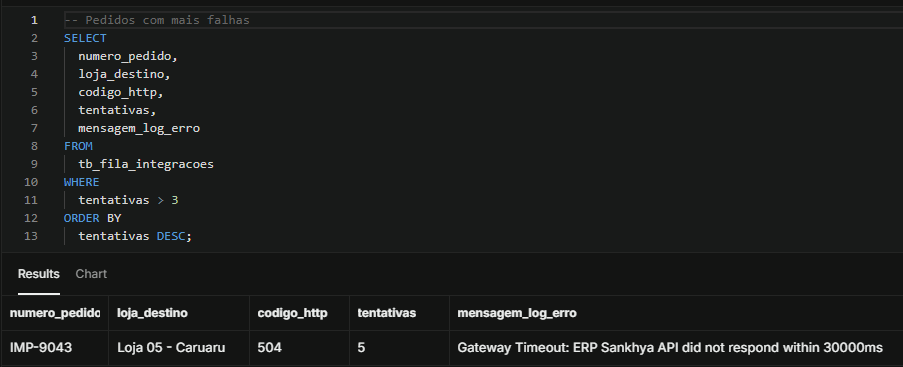 1 -- Pedidos com mais falhas
2 SELECT
3 numero_pedido,
4 loja_destino,
5 codigo_http,
6 tentativas,
7 mensagem_log_erro
8 FROM
9 tb_fila_integracoes
10 WHERE
11 tentativas > 3
12 ORDER BY
13 tentativas DESC;
Results Chart
numero_pedido loja_destino codigo_http tentativas mensagem_log_erro
IMP-9043 Loja 05 - Caruaru 504 5 Gateway Timeout: ERP Sankhya API did not respond within 30000ms